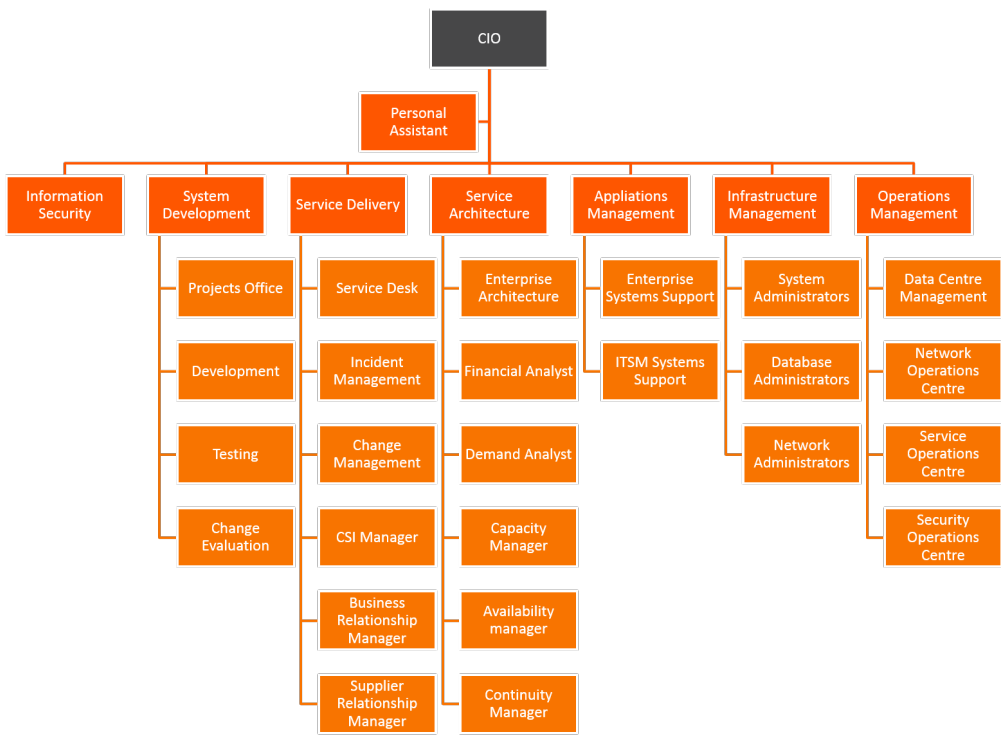 CIO
Personal
Assistant
Information
Security
System
Development
Service Delivery
Service
Architecture
Appliations
Management
Infrastructure
Management
Operations
Management
Projects Office
Development
Testing
Change
Evaluation
Service Desk
Incident
Management
Change
Management
CSI Manager
Business
Relationship
Manager
Supplier
Relationship
Manager
Enterprise
Architecture
Financial Analyst
Demand Analyst
Capacity
Manager
Availability
manager
Continuity
Manager
Enterprise
Systems Support
ITSM Systems
Support
System
Administrators
Database
Administrators
Network
Administrators
Data Centre
Management
Network
Operations
Centre
Service
Operations
Centre
Security
Operations
Centre